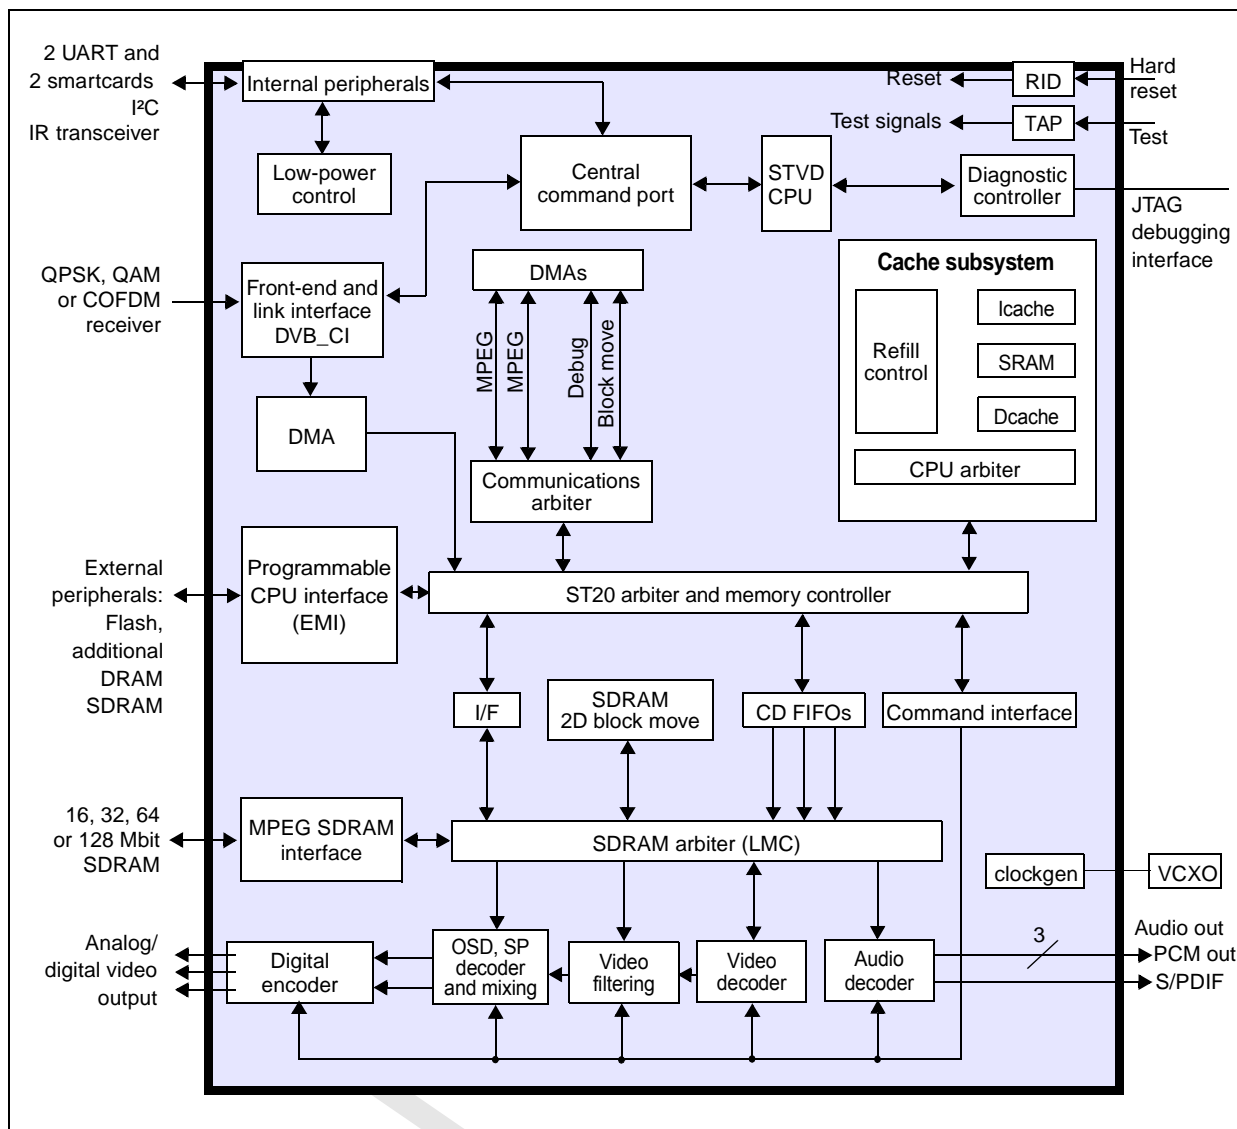 2 UART and
2 smartcards
I²C
IR transceiver
Internal peripherals
Low-power
control
Central
command port
STVD
CPU
Reset
RID
Hard
reset
Test signals
TAP
Test
Diagnostic
controller
JTAG
debugging
interface
QPSK, QAM
or COFDM
receiver
Front-end and
link interface
DVB_CI
DMA
DMAs
MPEG
MPEG
Debug
Block move
Communications
arbiter
Cache subsystem
Refill
control
Icache
SRAM
Dcache
CPU arbiter
External
peripherals:
Flash,
additional
DRAM
SDRAM
Programmable
CPU interface
(EMI)
ST20 arbiter and memory controller
I/F
SDRAM
2D block move
CD FIFOs
Command interface
16, 32, 64
or 128 Mbit
SDRAM
MPEG SDRAM
interface
SDRAM arbiter (LMC)
clockgen
VCXO
Analog/
digital video
output
Digital
encoder
OSD, SP
decoder
and mixing
Video
filtering
Video
decoder
Audio
decoder
3
Audio out
PCM out
S/PDIF